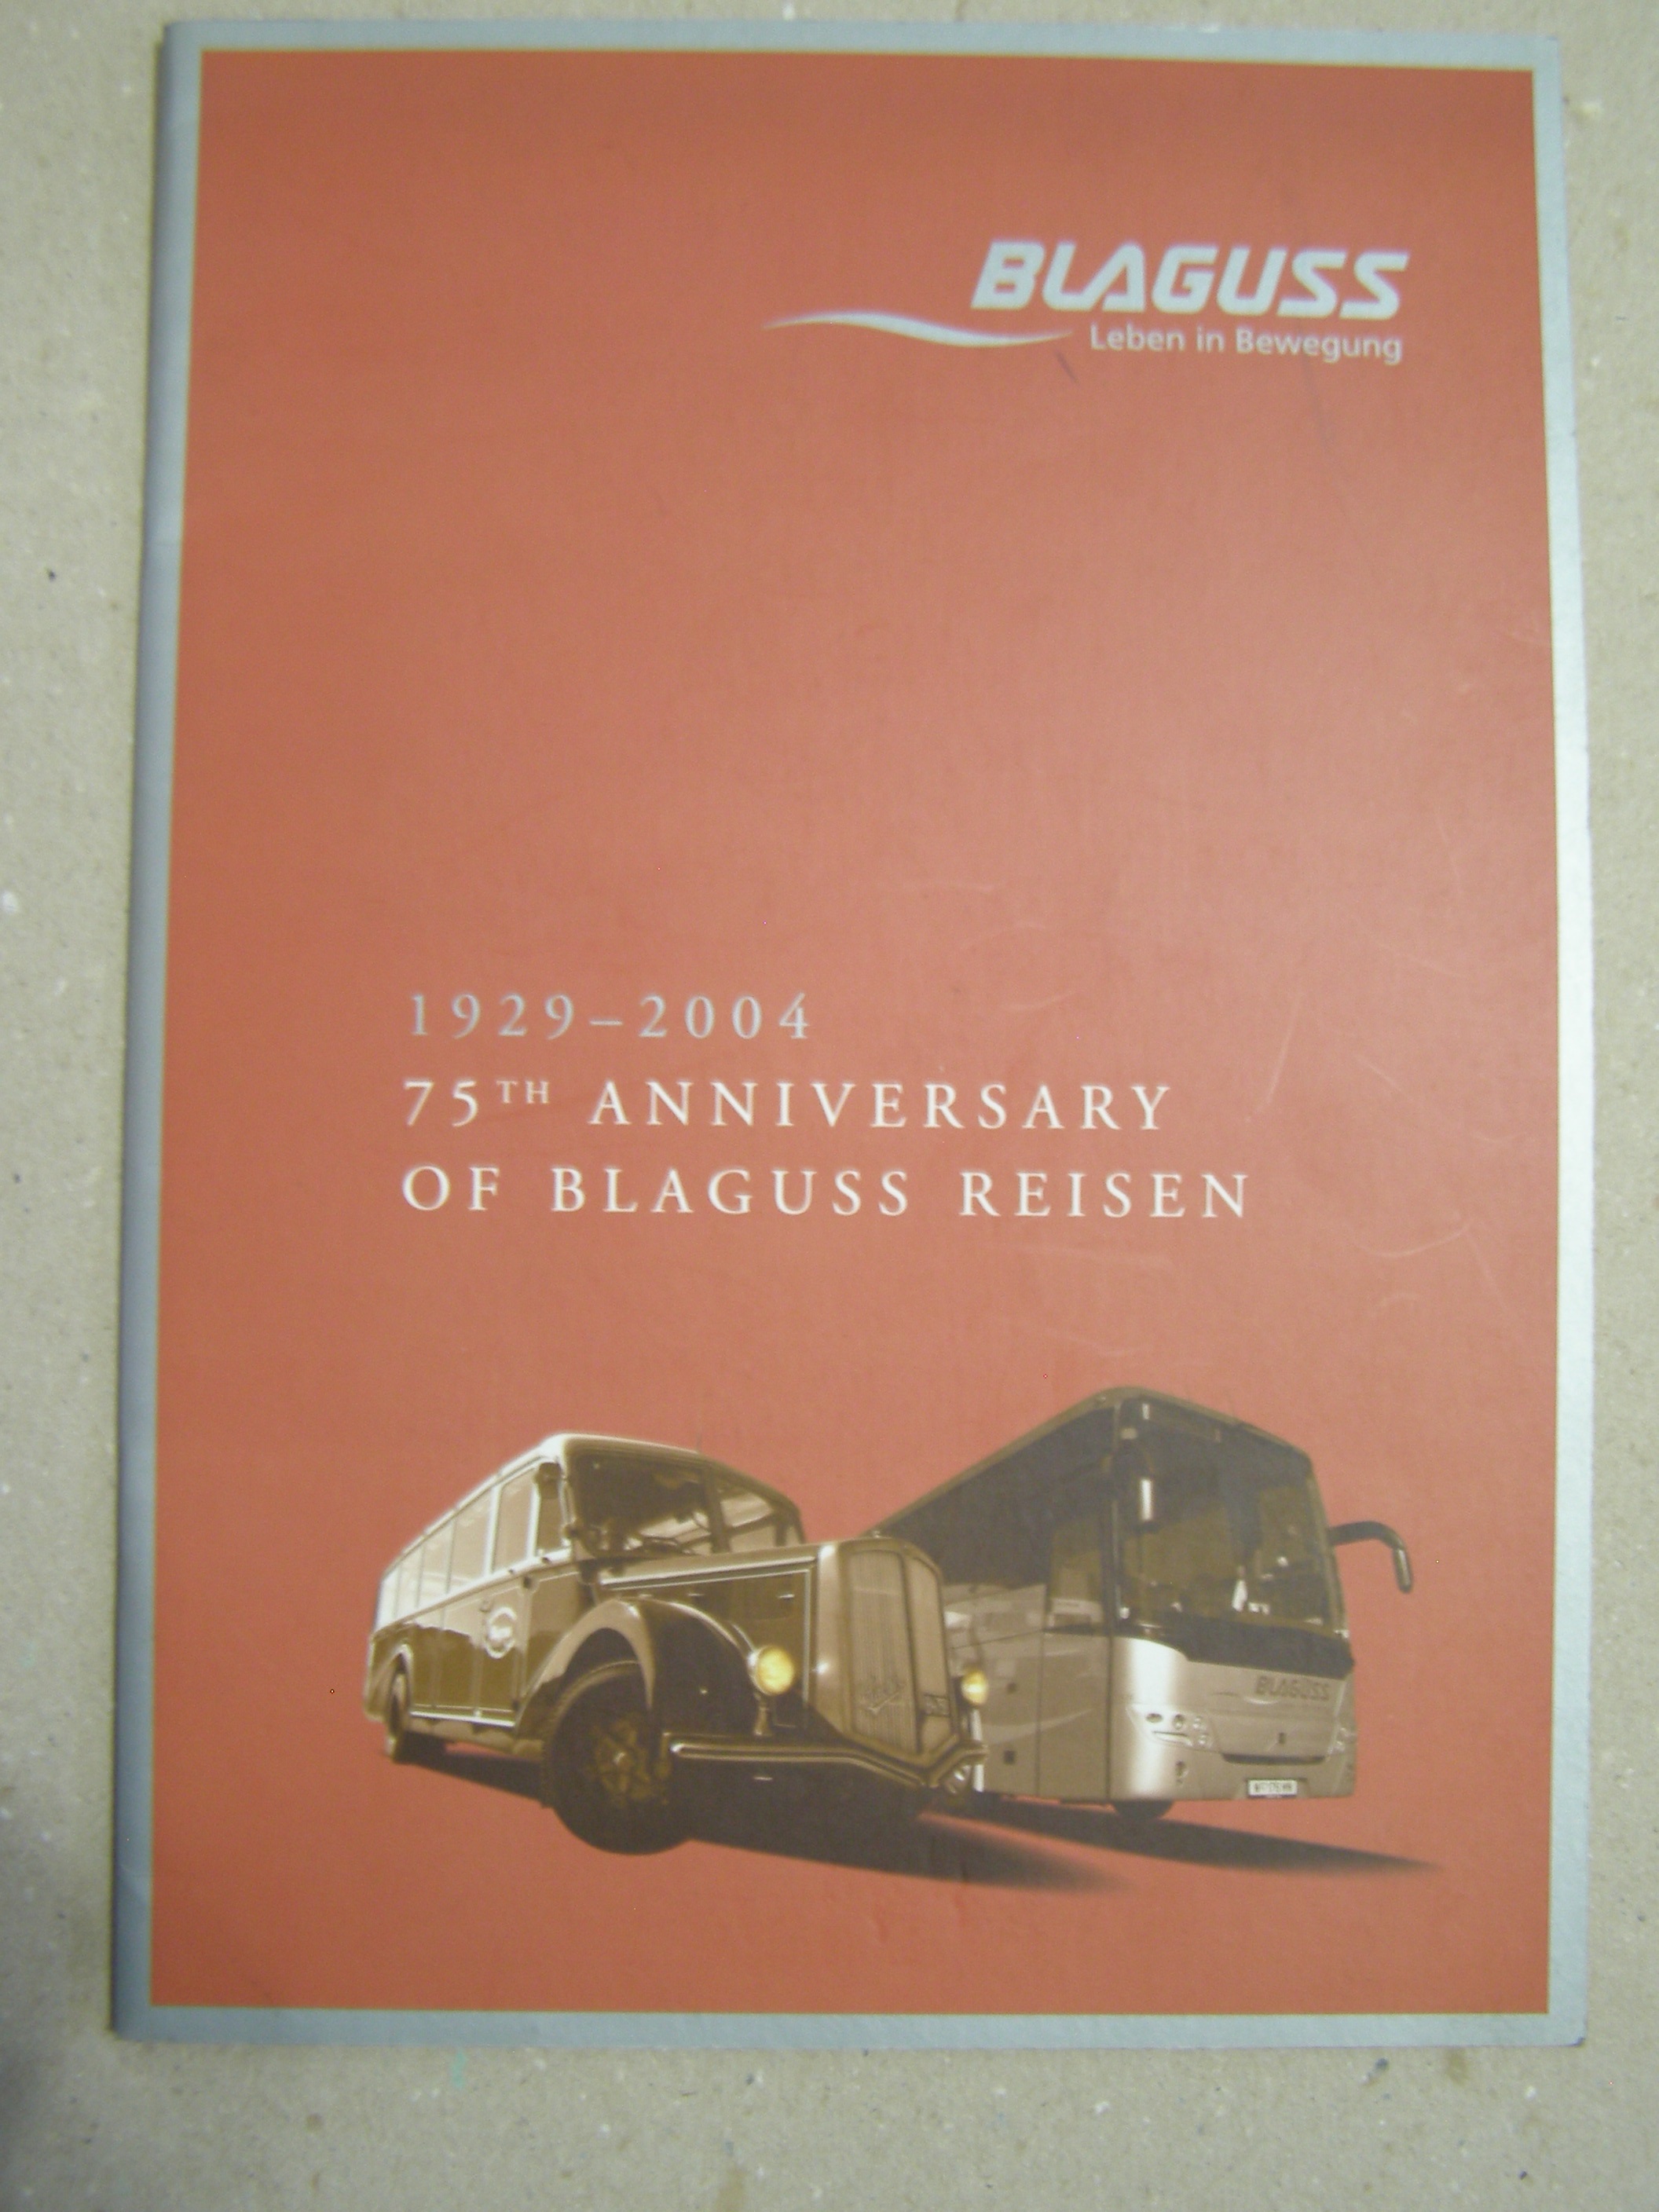 BLAGUSS
Leben in Bewegung
1929–2004
75TH ANNIVERSARY
OF BLAGUSS REISEN
BLAGUSS